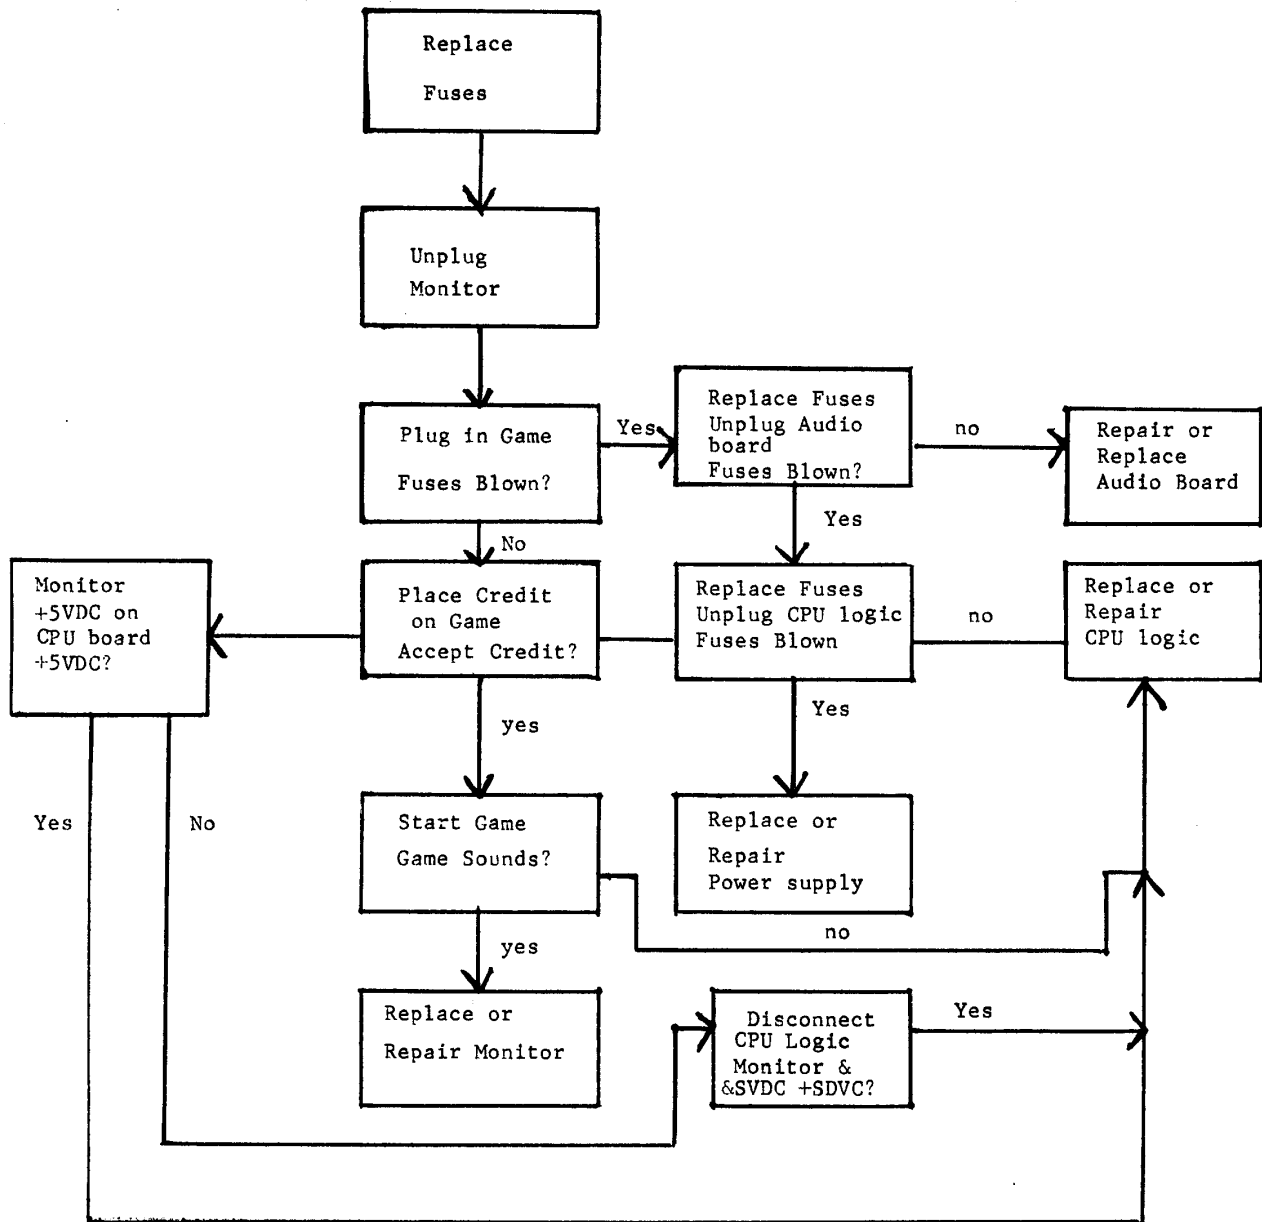 Replace
Fuses
Unplug
Monitor
Plug in Game
Fuses Blown?
Yes
Replace Fuses
Unplug Audio
board
Fuses Blown?
no
Repair or
Replace
Audio Board
No
Yes
Monitor
+5VDC on
CPU board
+5VDC?
Place Credit
on Game
Accept Credit?
Replace Fuses
Unplug CPU logic
Fuses Blown
no
Replace or
Repair
CPU logic
yes
Yes
Yes
No
Start Game
Game Sounds?
Replace or
Repair
Power supply
no
yes
Replace or
Repair Monitor
Disconnect
CPU Logic
Monitor &
&SVDC +SDVC?
Yes